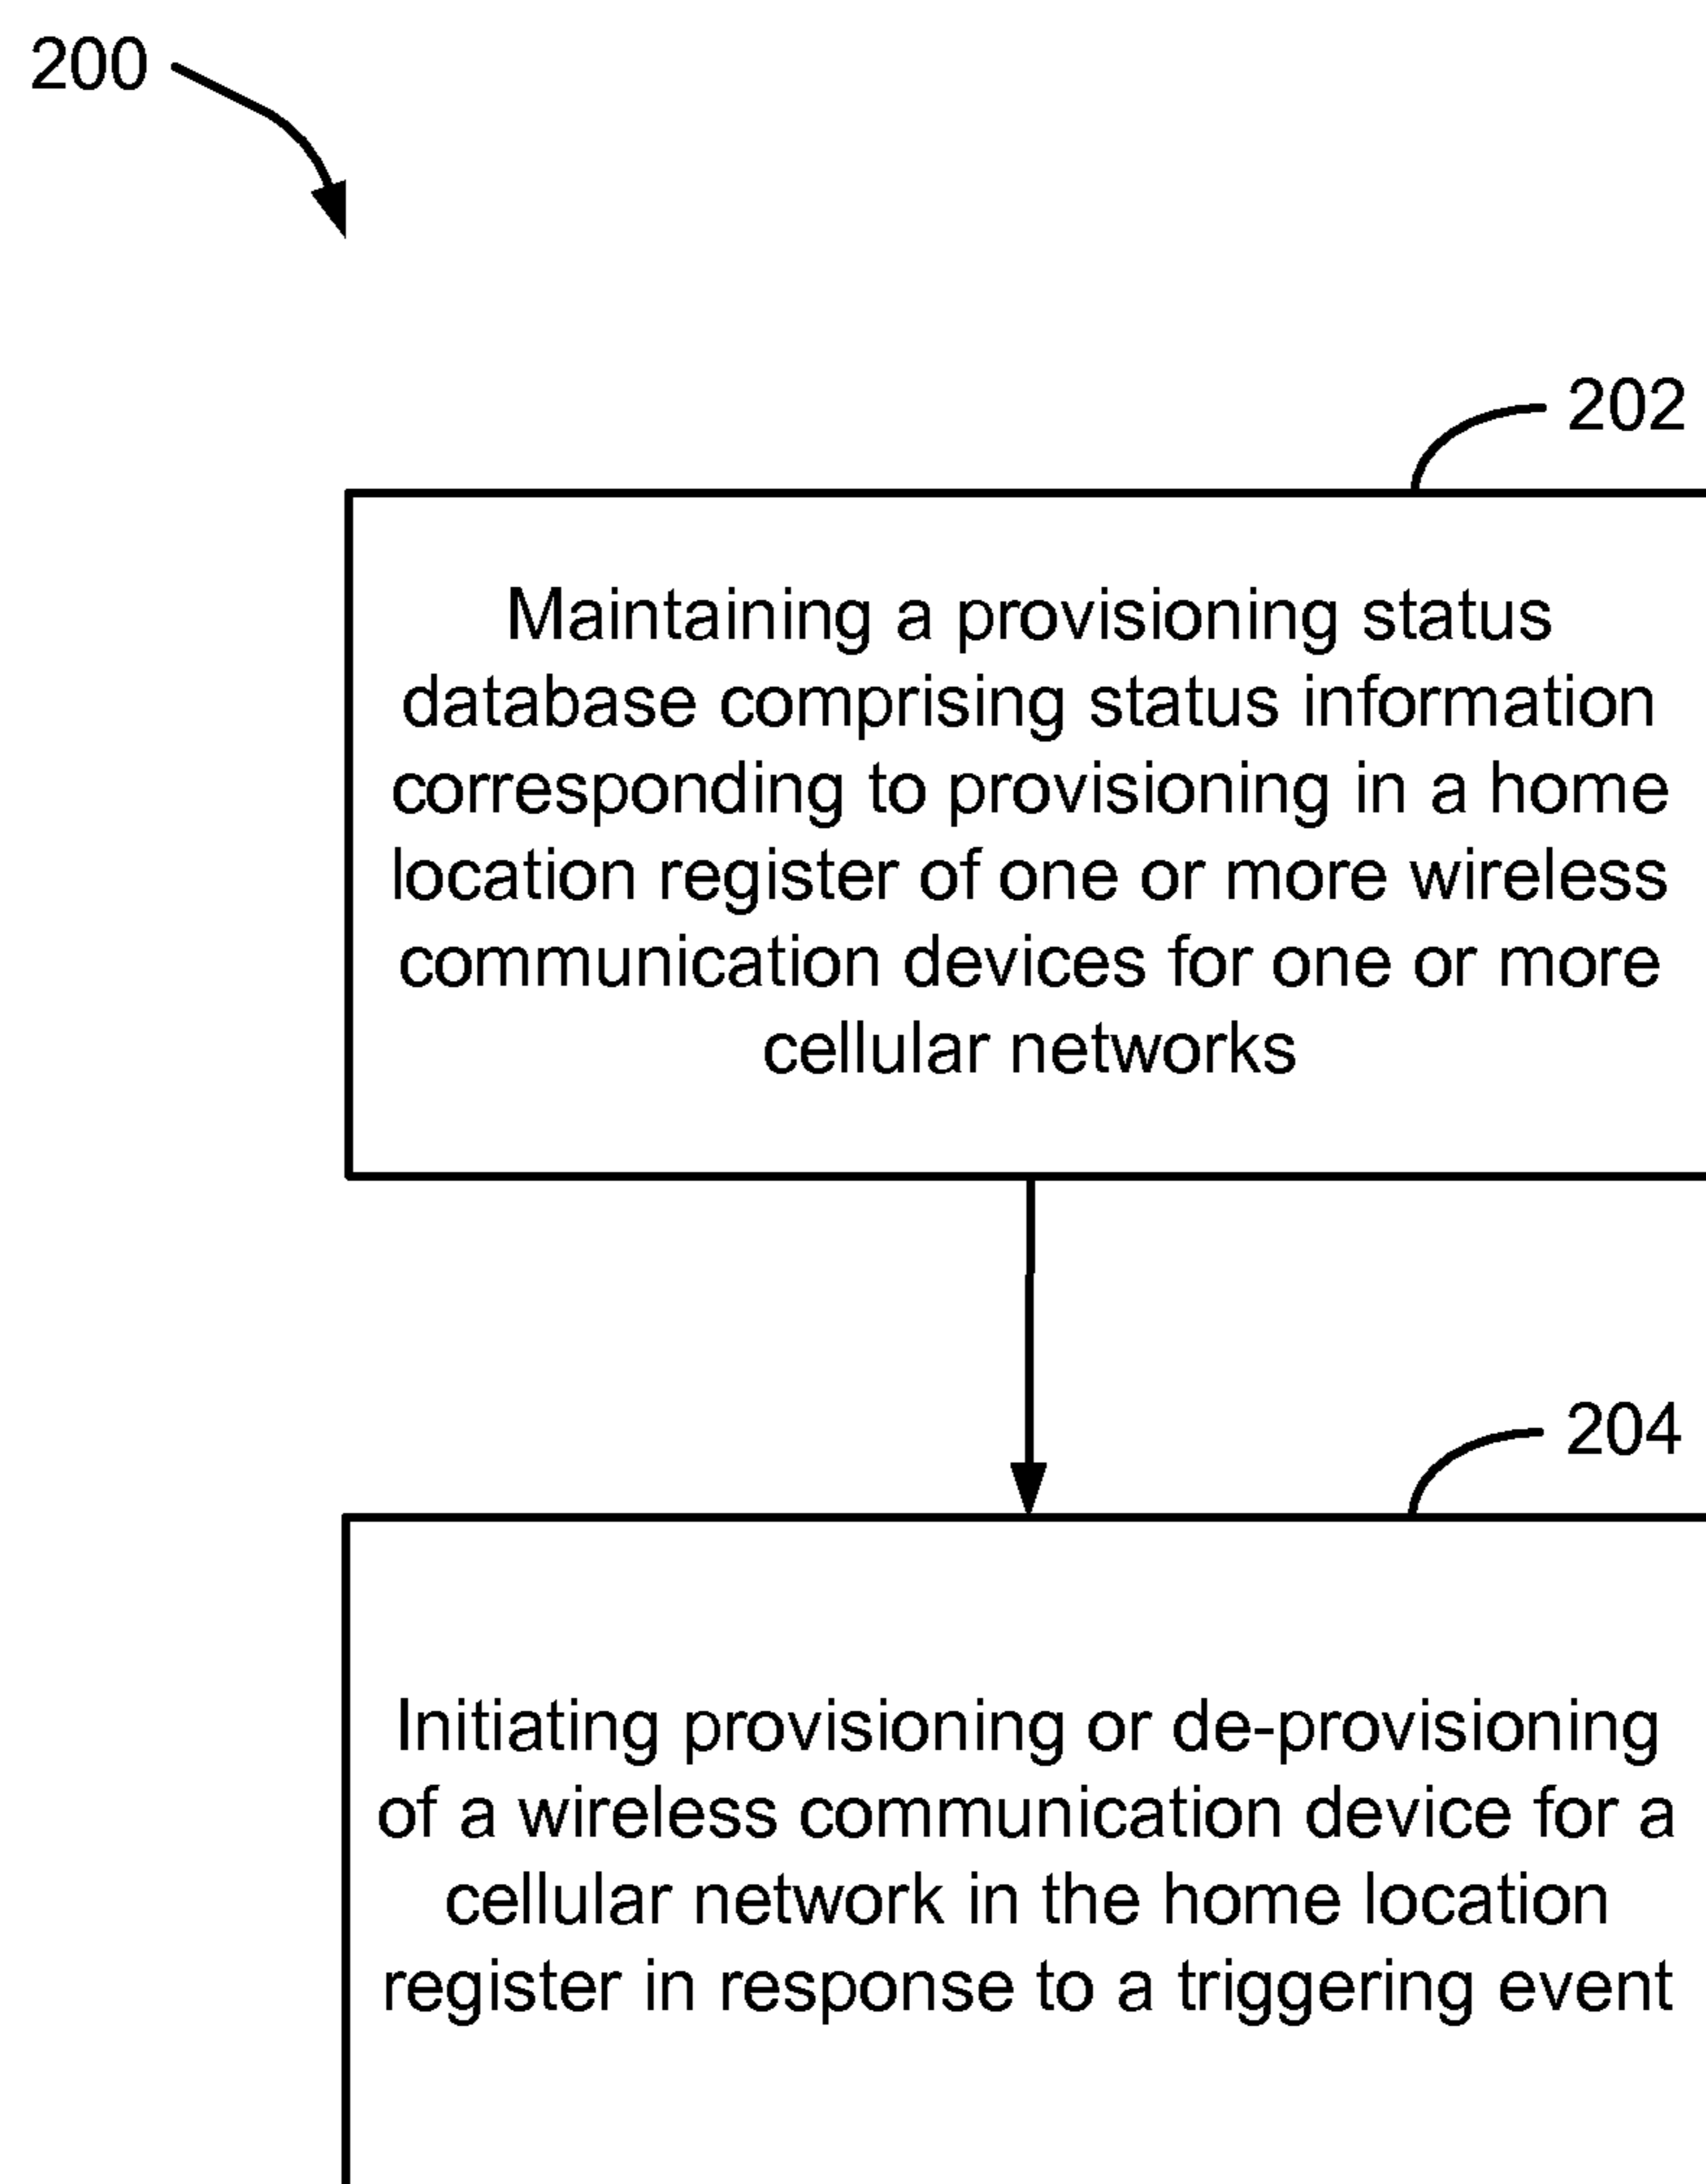 200
202
Maintaining a provisioning status
database comprising status information
corresponding to provisioning in a home
location register of one or more wireless
communication devices for one or more
cellular networks
204
Initiating provisioning or de-provisioning
of a wireless communication device for a
cellular network in the home location
register in response to a triggering event